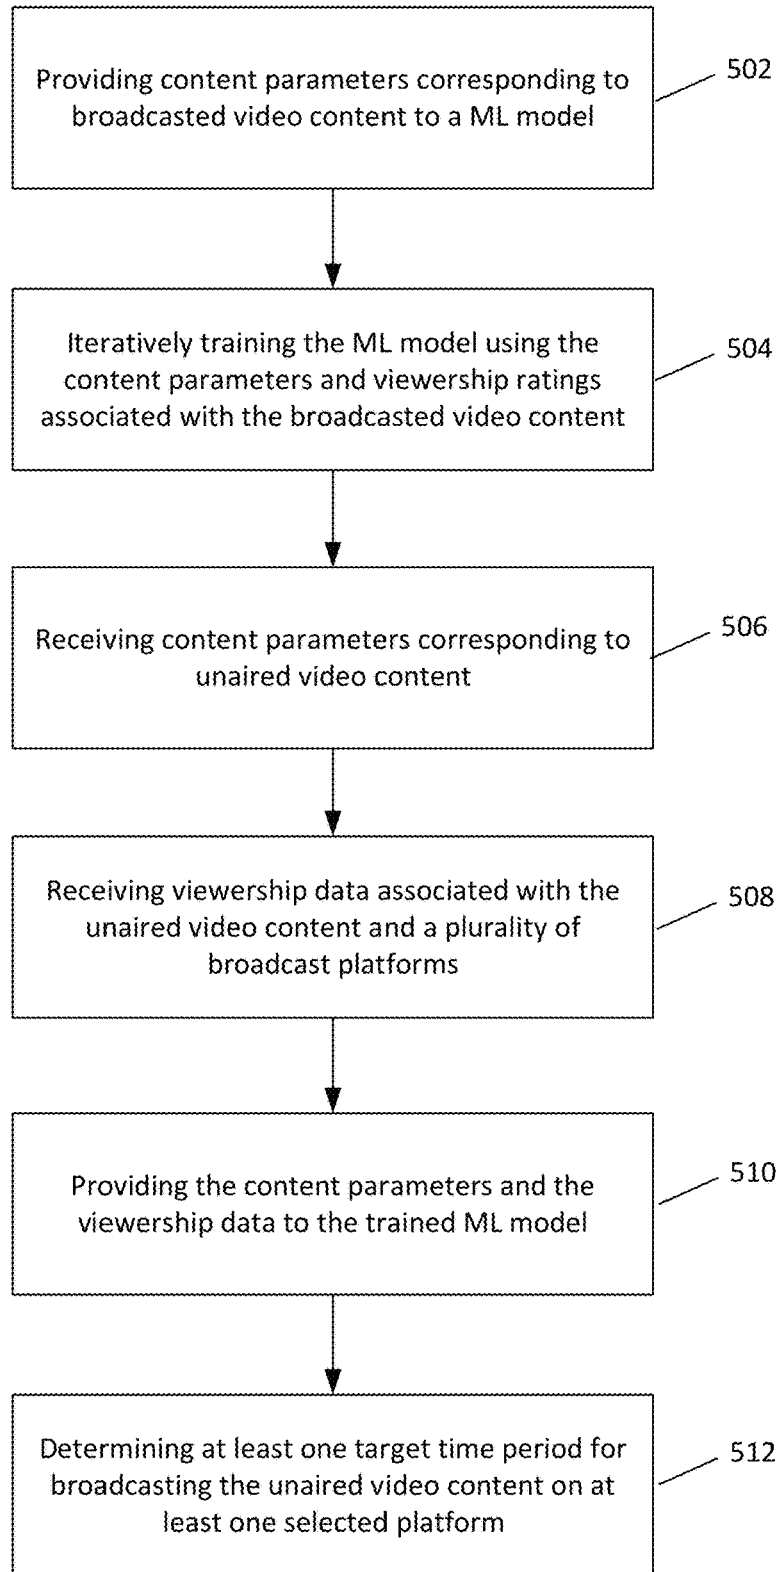 Providing content parameters corresponding to
broadcasted video content to a ML model
502
Iteratively training the ML model using the
content parameters and viewership ratings
associated with the broadcasted video content
504
Receiving content parameters corresponding to
unaired video content
506
Receiving viewership data associated with the
unaired video content and a plurality of
broadcast platforms
508
Providing the content parameters and the
viewership data to the trained ML model
510
Determining at least one target time period for
broadcasting the unaired video content on at
least one selected platform
512